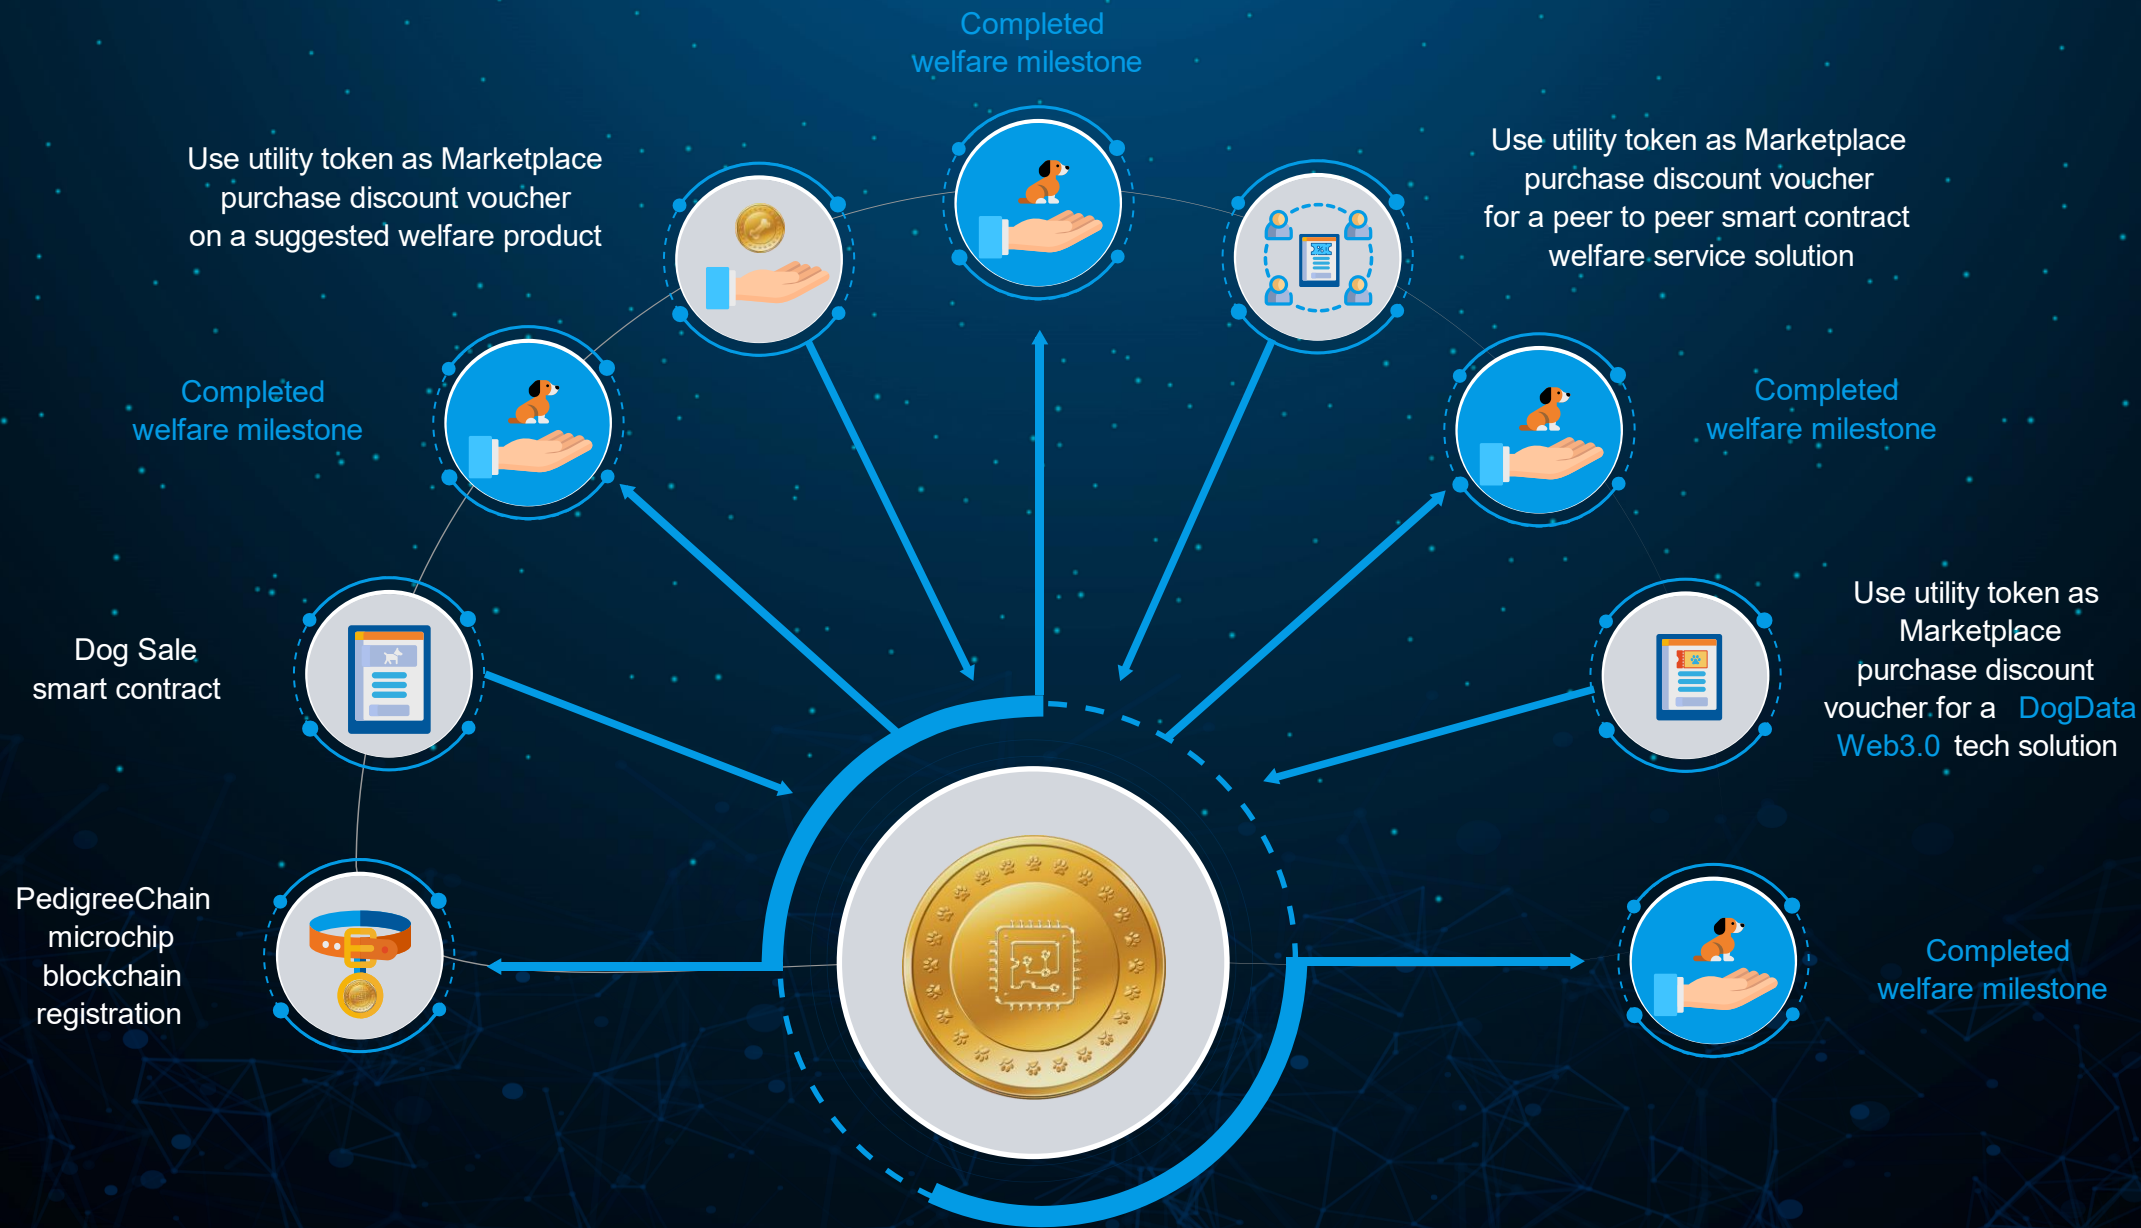 Completed
welfare milestone
Use utility token as Marketplace
purchase discount voucher
on a suggested welfare product
Use utility token as Marketplace
purchase discount voucher
for a peer to peer smart contract
welfare service solution
Completed
welfare milestone
Completed
welfare milestone
Dog Sale
smart contract
Use utility token as
Marketplace
purchase discount
voucher for a DogData
Web3.0 tech solution
PedigreeChain
microchip
blockchain
registration
Completed
welfare milestone